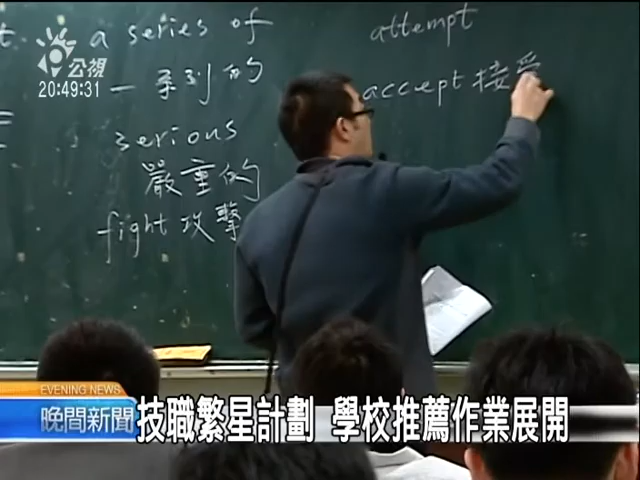 a series of
一系列的
serious
嚴重的
fight 攻擊
attempt
accept 接受
公視
20:49:31
EVENING NEWS
晚間新聞
技職繁星計劃 學校推薦作業展開